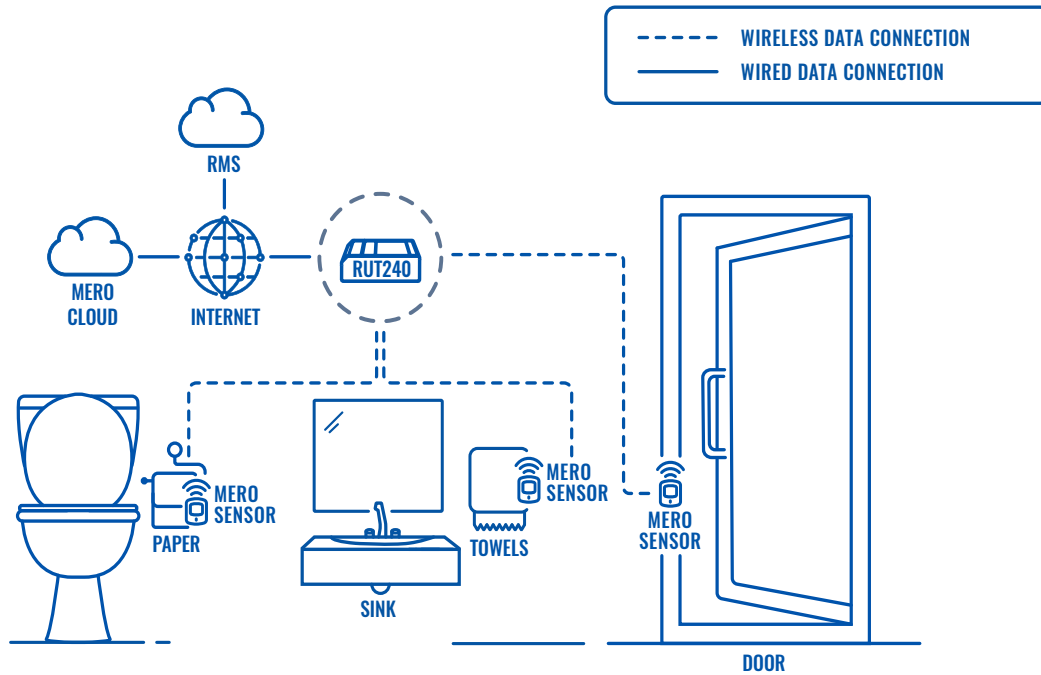 WIRELESS DATA CONNECTION
WIRED DATA CONNECTION
RMS
RUT240
MERO
CLOUD
INTERNET
MERO
SENSOR
PAPER
MERO
SENSOR
TOWELS
MERO
SENSOR
SINK
DOOR